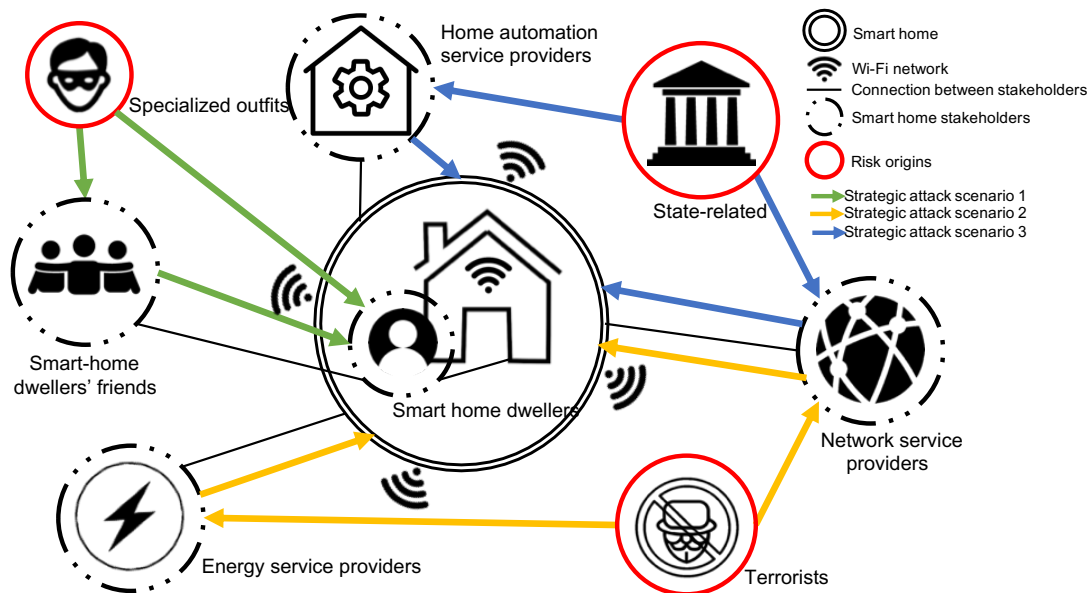 Specialized outfits
Home automation
service providers
State-related
Smart home
Wi-Fi network
Connection between stakeholders
Smart home stakeholders
Risk origins
Strategic attack scenario 1
Strategic attack scenario 2
Strategic attack scenario 3
Smart-home
dwellers' friends
Smart home dwellers
Network service
providers
Energy service providers
Terrorists